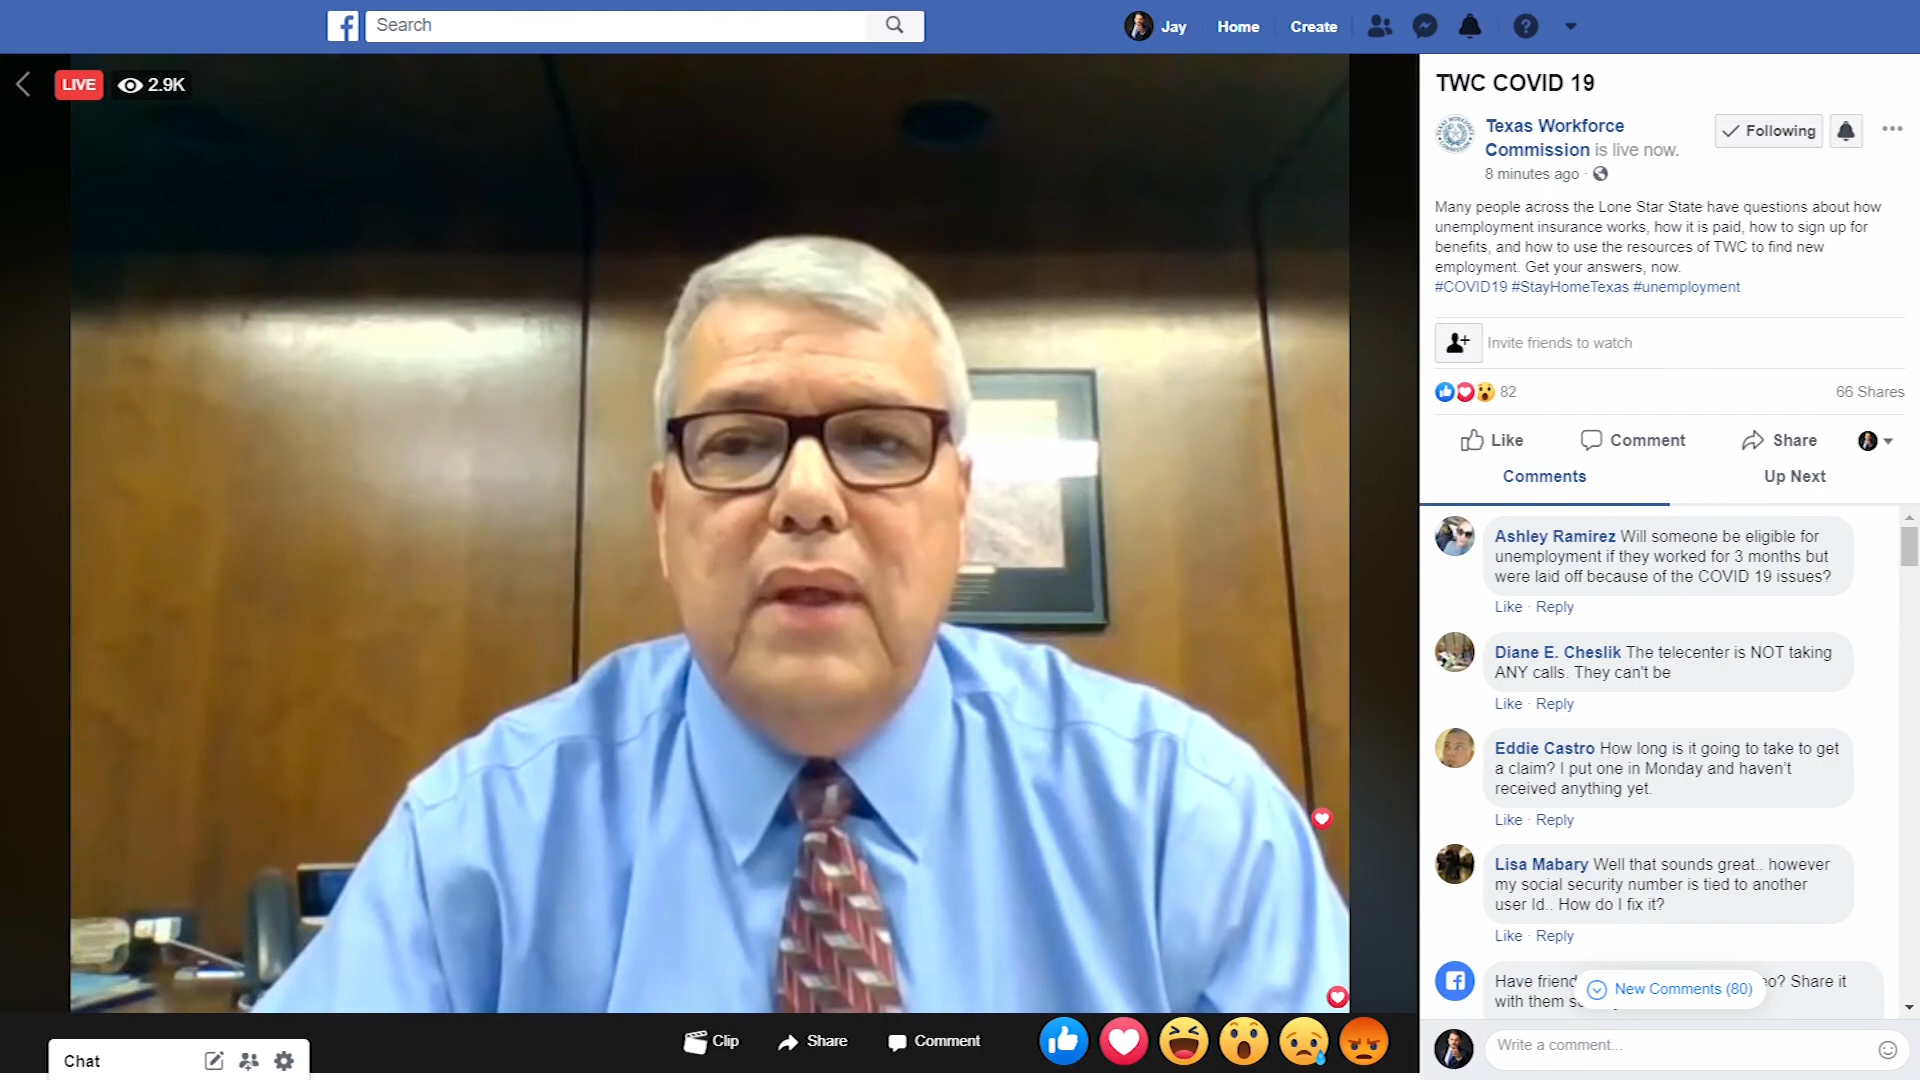 Search
Jay
Home
Create
LIVE
2.9K
TWC COVID 19
Texas Workforce
Commission is live now.
8 minutes ago ·
Following
Many people across the Lone Star State have questions about how
unemployment insurance works, how it is paid, how to sign up for
benefits, and how to use the resources of TWC to find new
employment. Get your answers, now.
#COVID19 #StayHomeTexas #unemployment
Invite friends to watch
82
66 Shares
Like
Comment
Share
Comments
Up Next
Ashley Ramirez Will someone be eligible for
unemployment if they worked for 3 months but
were laid off because of the COVID 19 issues?
Like · Reply
Diane E. Cheslik The telecenter is NOT taking
ANY calls. They can't be
Like · Reply
Eddie Castro How long is it going to take to get
a claim? I put one in Monday and haven't
received anything yet.
Like · Reply
Lisa Mabary Well that sounds great.. however
my social security number is tied to another
user Id.. How do I fix it?
Like · Reply
Have friend
? Share it
with them
New Comments (80)
Write a comment...
Clip
Share
Comment
Chat